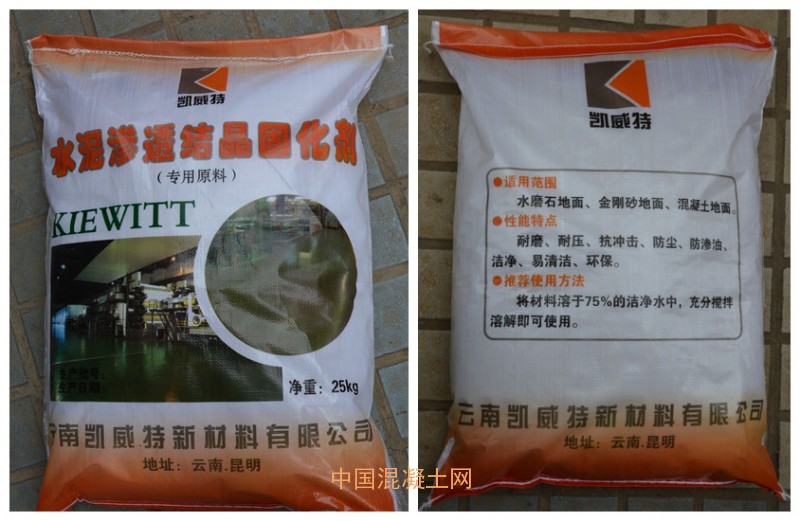 凯威特
水泥渗透结晶固化剂
（专用原料）
KIEWITT
生产批号：
生产日期：
净重：25kg
云南凯威特新材料有限公司
地址：云南.昆明
凯威特
●适用范围
水磨石地面、金刚砂地面、混凝土地面。
●性能特点
耐磨、耐压、抗冲击、防尘、防渗油、
洁净、易清洁、环保。
●推荐使用方法
将材料溶于75%的洁净水中，充分搅拌
溶解即可使用。
云南凯威特新材料有限公司
地址：云南.昆明
中国混凝土网